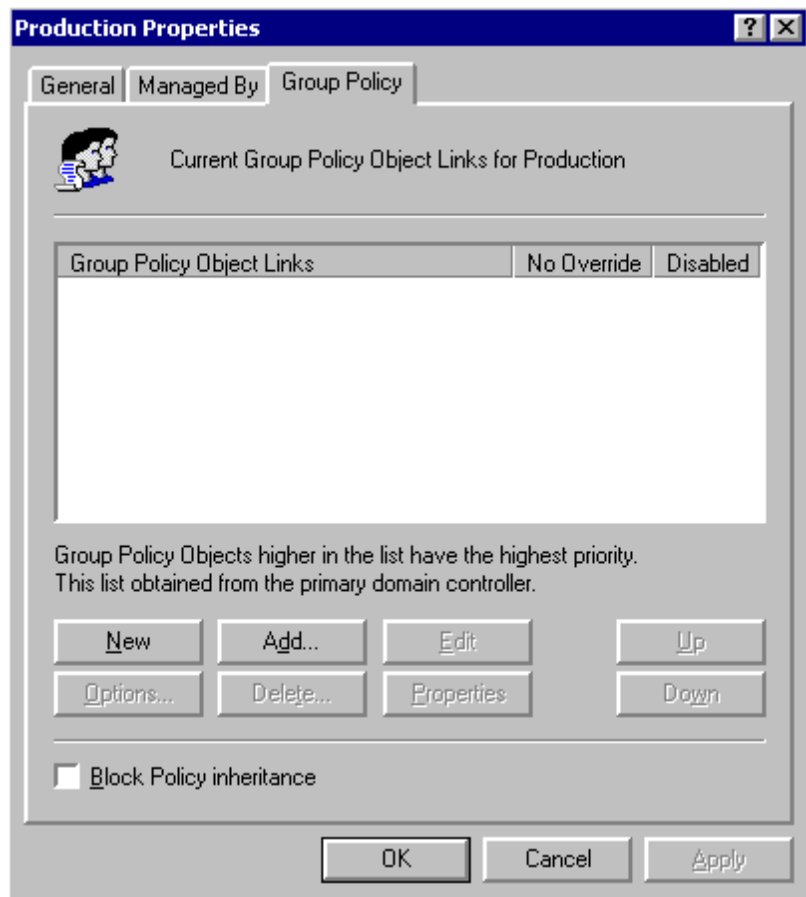 Production Properties
General Managed By Group Policy
Current Group Policy Object Links for Production
Group Policy Object Links No Override Disabled
Group Policy Objects higher in the list have the highest priority.
This list obtained from the primary domain controller.
New Add... Edit Up
Options... Delete... Properties Down
Block Policy inheritance
OK Cancel Apply